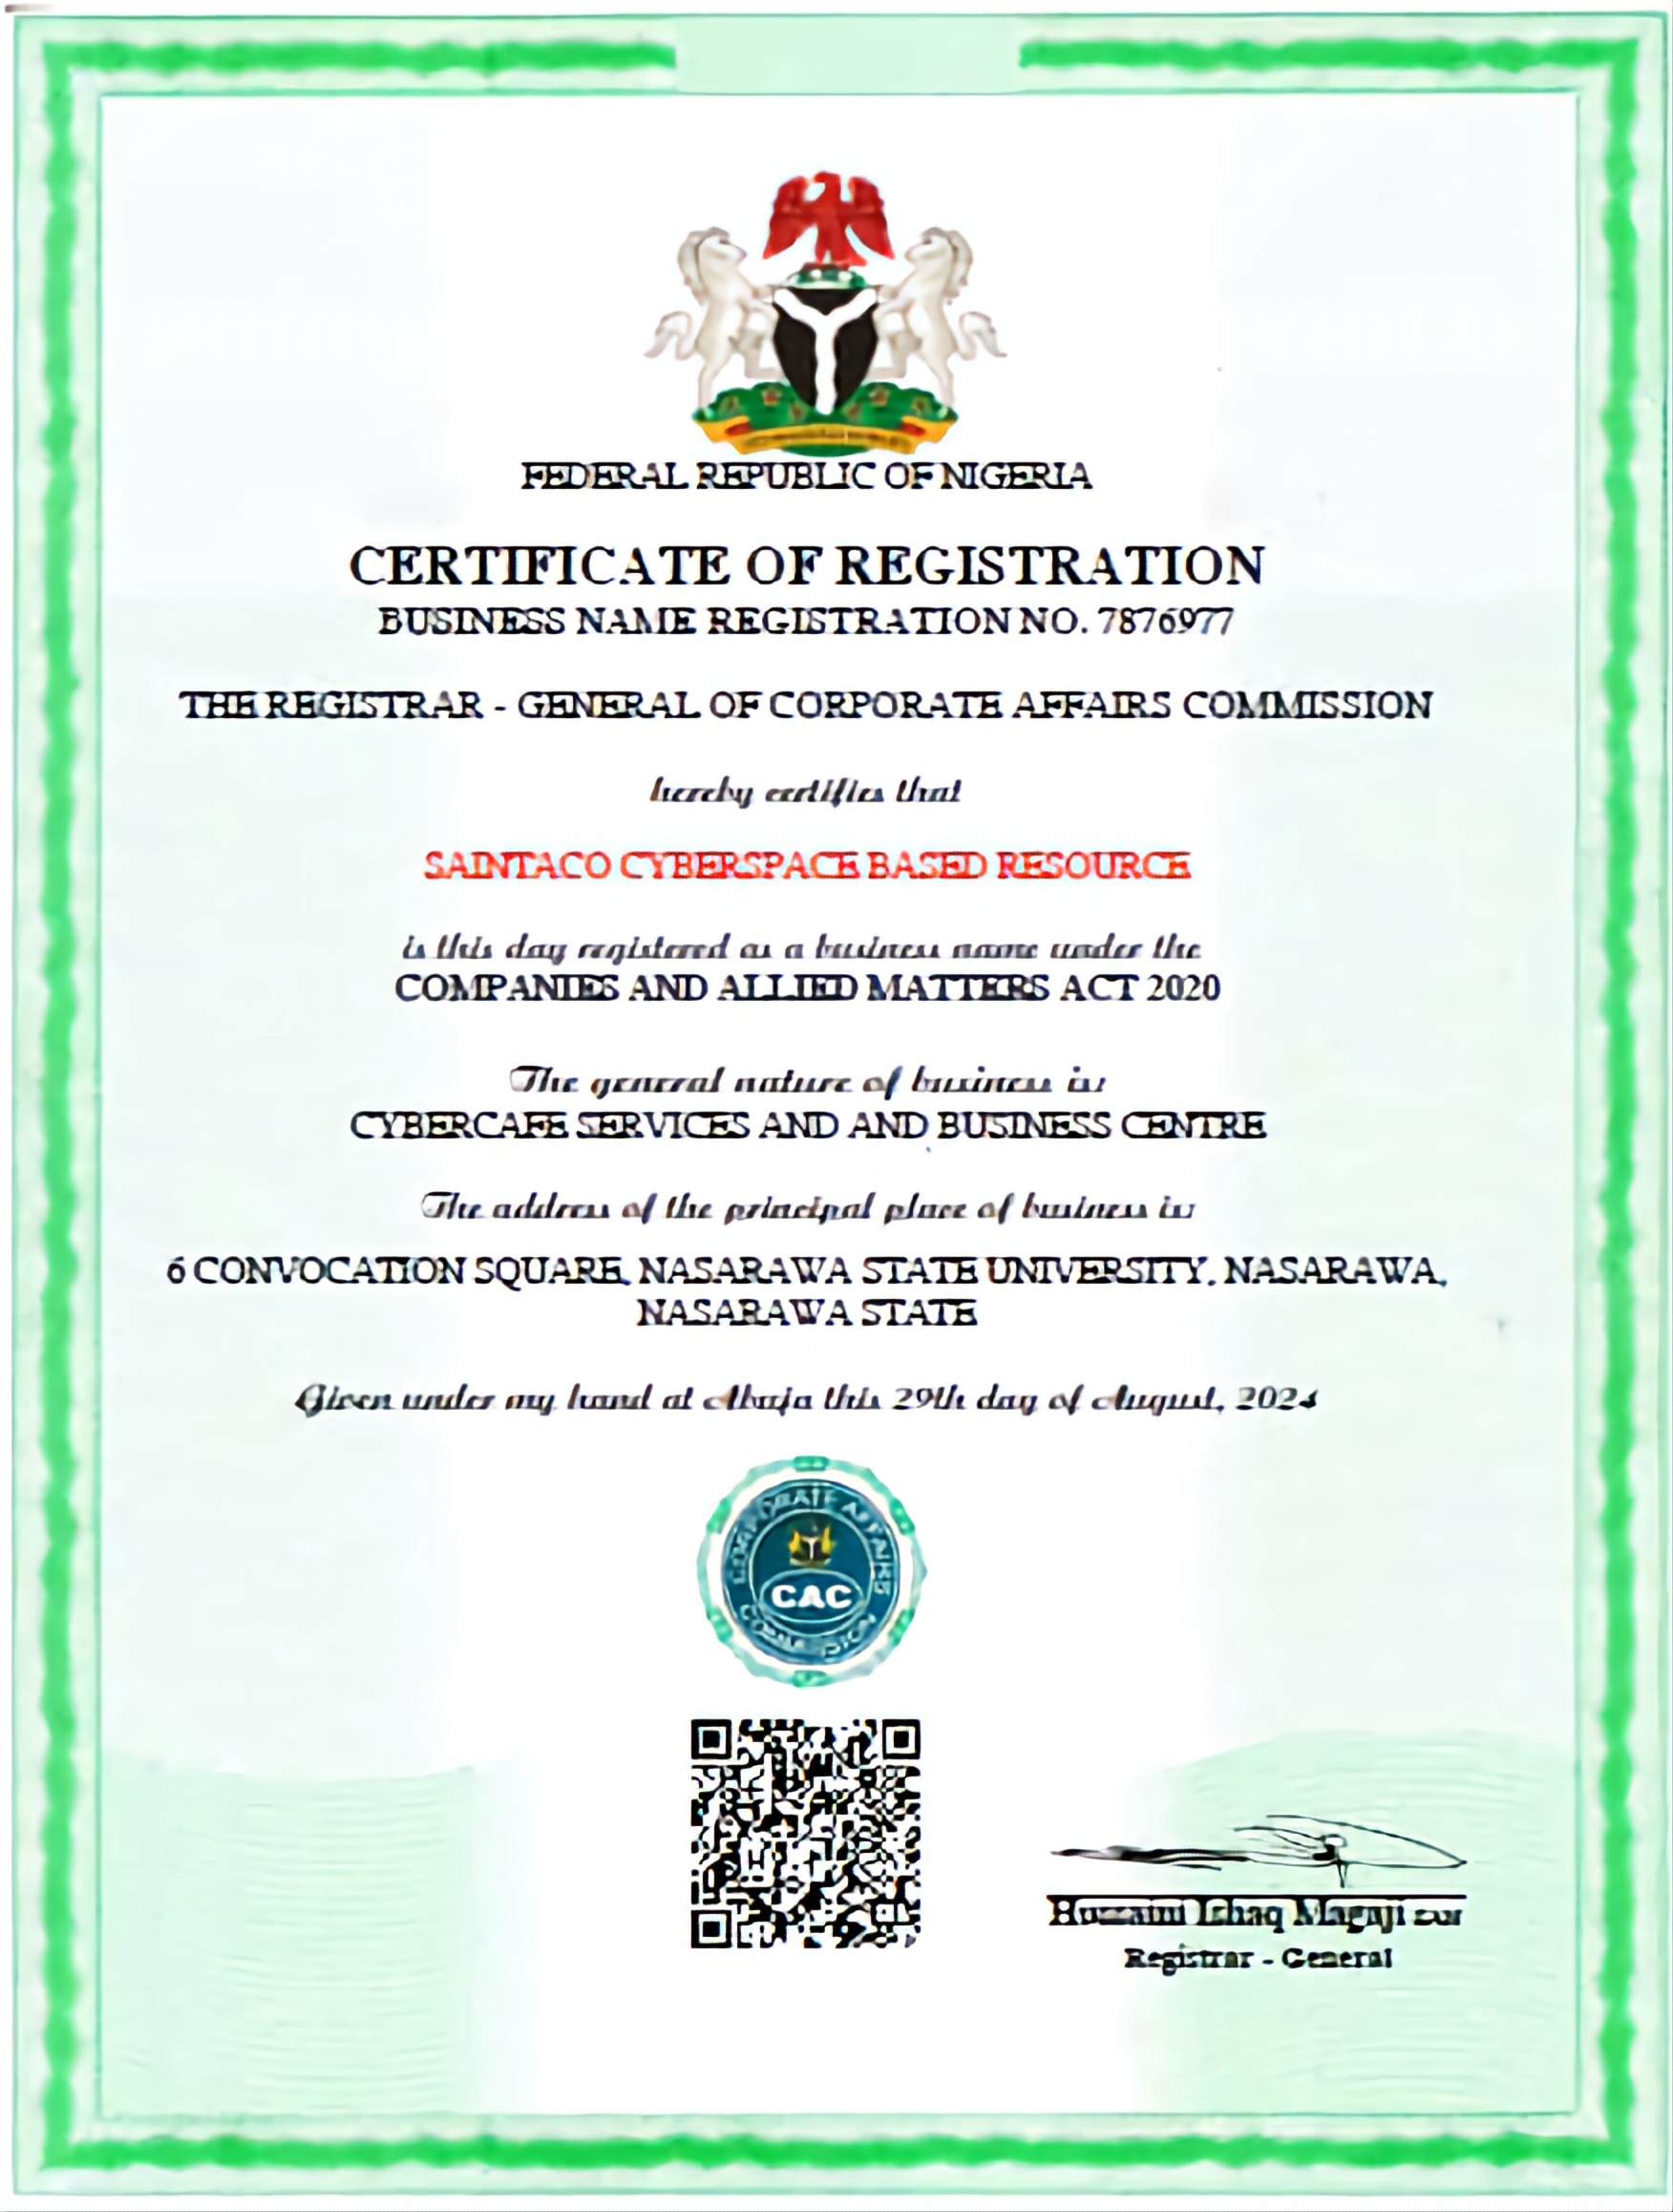 FEDERAL REPUBLIC OF NIGERIA
CERTIFICATE OF REGISTRATION
BUSINESS NAME REGISTRATION NO. 7876977
THE REGISTRAR - GENERAL OF CORPORATE AFFAIRS COMMISSION
hereby certifies that
SAINTACO CYBERSPACE BASED RESOURCE
is this day registered as a business name under the
COMPANIES AND ALLIED MATTERS ACT 2020
The general nature of business is:
CYBERCAFE SERVICES AND AND BUSINESS CENTRE
The address of the principal place of business is:
6 CONVOCATION SQUARE, NASARAWA STATE UNIVERSITY, NASARAWA,
NASARAWA STATE
Given under my hand at Abuja this 29th day of August, 2024
CORPORATE AFFAIRS
CAC
COMMISSION
Hussaini Ishaq Magaji
Registrar - General